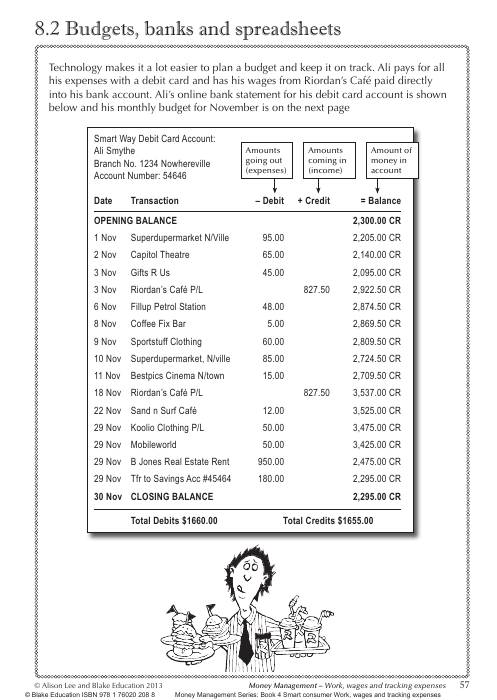 8.2 Budgets, banks and spreadsheets
Technology makes it a lot easier to plan a budget and keep it on track. Ali pays for all
his expenses with a debit card and has his wages from Riordan's Café paid directly
into his bank account. Ali's online bank statement for his debit card account is shown
below and his monthly budget for November is on the next page
Smart Way Debit Card Account:
Ali Smythe
Branch No. 1234 Nowhereville
Account Number: 54646
Amounts
going out
(expenses)
Amounts
coming in
(income)
Amount of
money in
account
Date Transaction – Debit + Credit = Balance
OPENING BALANCE 2,300.00 CR
1 Nov Superdupermarket N/Ville 95.00 2,205.00 CR
2 Nov Capitol Theatre 65.00 2,140.00 CR
3 Nov Gifts R Us 45.00 2,095.00 CR
3 Nov Riordan's Café P/L 827.50 2,922.50 CR
6 Nov Fillup Petrol Station 48.00 2,874.50 CR
8 Nov Coffee Fix Bar 5.00 2,869.50 CR
9 Nov Sportstuff Clothing 60.00 2,809.50 CR
10 Nov Superdupermarket, N/ville 85.00 2,724.50 CR
11 Nov Bestpics Cinema N/town 15.00 2,709.50 CR
18 Nov Riordan's Café P/L 827.50 3,537.00 CR
22 Nov Sand n Surf Café 12.00 3,525.00 CR
29 Nov Koolio Clothing P/L 50.00 3,475.00 CR
29 Nov Mobileworld 50.00 3,425.00 CR
29 Nov B Jones Real Estate Rent 950.00 2,475.00 CR
29 Nov Tfr to Savings Acc #45464 180.00 2,295.00 CR
30 Nov CLOSING BALANCE 2,295.00 CR
Total Debits $1660.00 Total Credits $1655.00
© Alison Lee and Blake Education 2013 Money Management – Work, wages and tracking expenses 57
© Blake Education ISBN 978 1 76020 208 8 Money Management Series: Book 4 Smart consumer Work, wages and tracking expenses